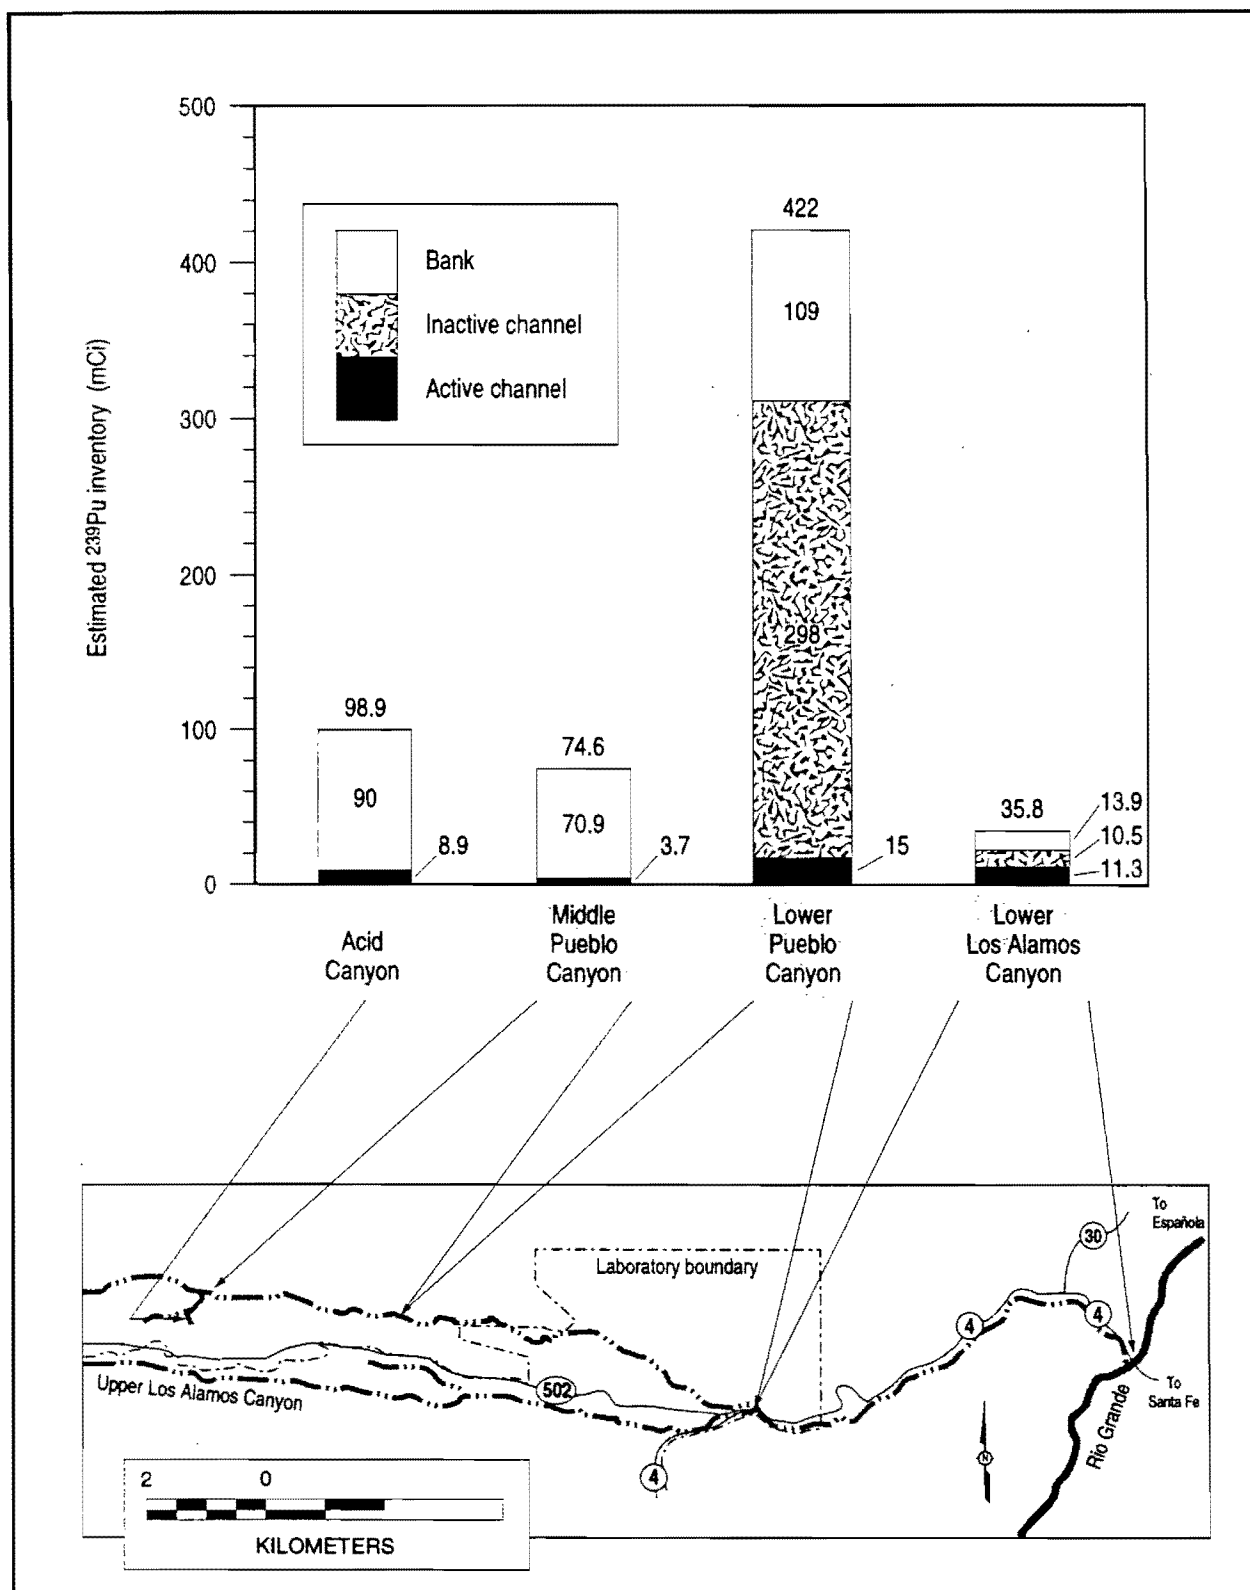 500
400
300
200
100
0
Estimated ²³⁹Pu inventory (mCi)
Bank
Inactive channel
Active channel
98.9
90
8.9
74.6
70.9
3.7
422
109
298
15
35.8
13.9
10.5
11.3
Acid
Canyon
Middle
Pueblo
Canyon
Lower
Pueblo
Canyon
Lower
Los Alamos
Canyon
Laboratory boundary
To
Española
30
4
4
To
Santa Fe
Rio Grande
502
Upper Los Alamos Canyon
4
N
2 0
KILOMETERS